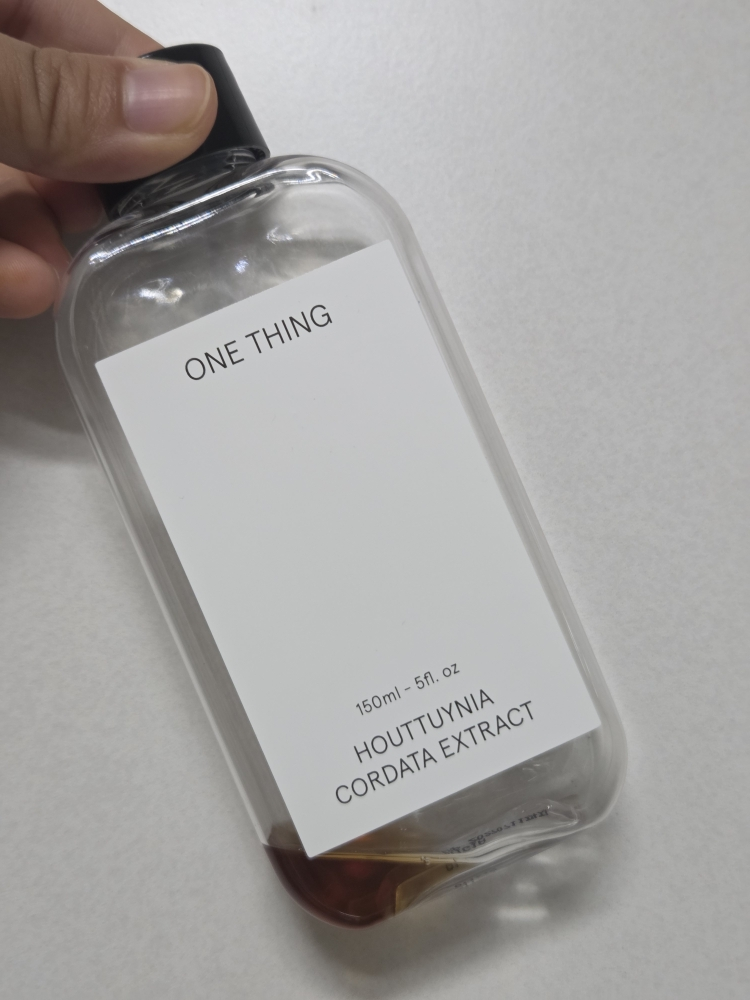 ONE THING
150ml - 5fl. oz
HOUTTUYNIA
CORDATA EXTRACT